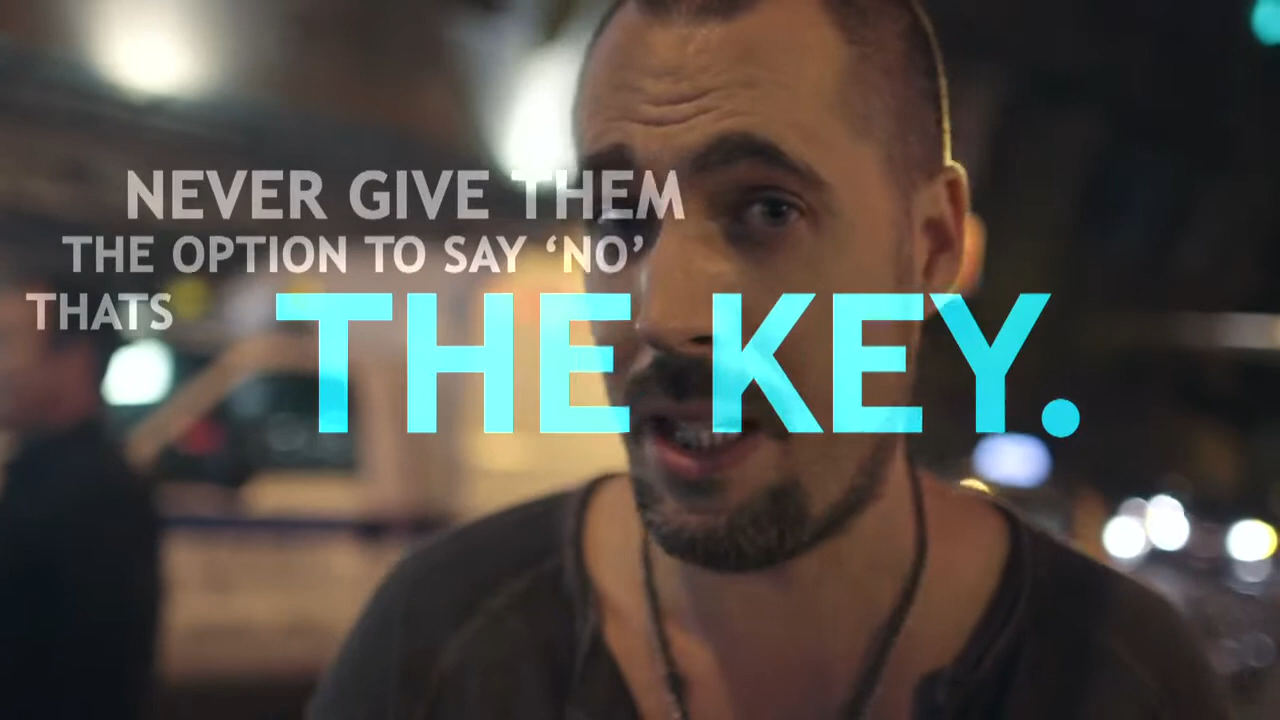 NEVER GIVE THEM
THE OPTION TO SAY ‘NO’
THATS THE KEY.